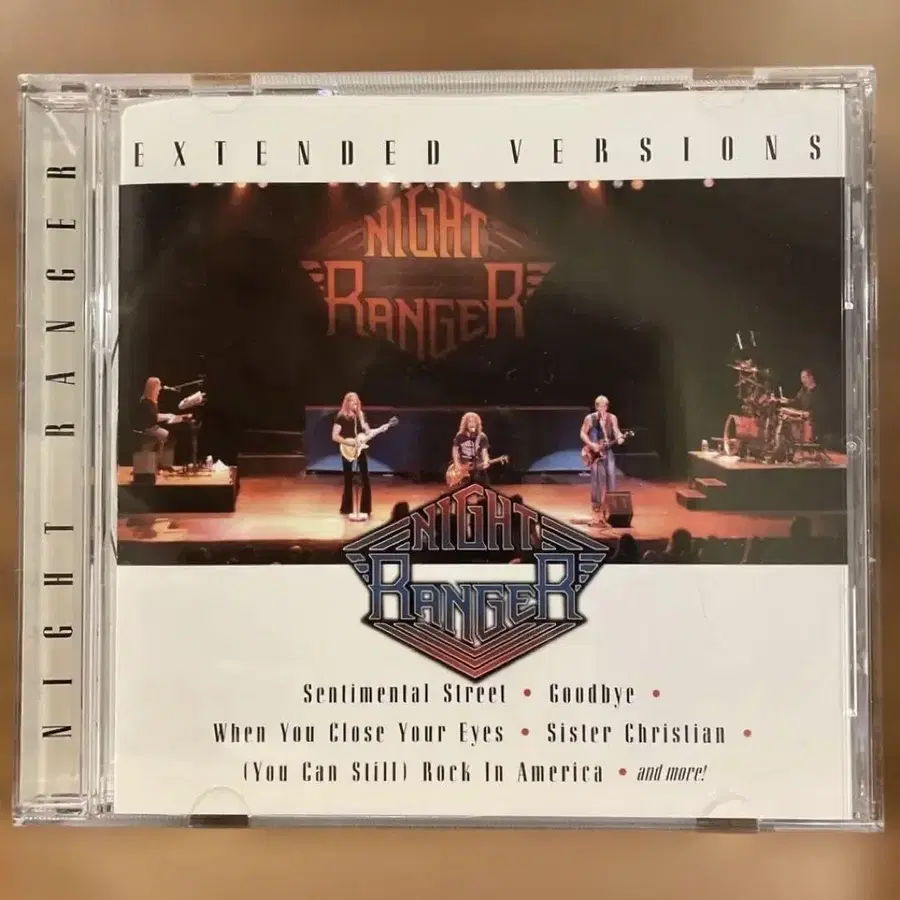 NIGHT RANGER
EXTENDED VERSIONS
NIGHT
RANGER
NIGHT
RANGER
Sentimental Street • Goodbye •
When You Close Your Eyes • Sister Christian •
(You Can Still) Rock In America • and more!